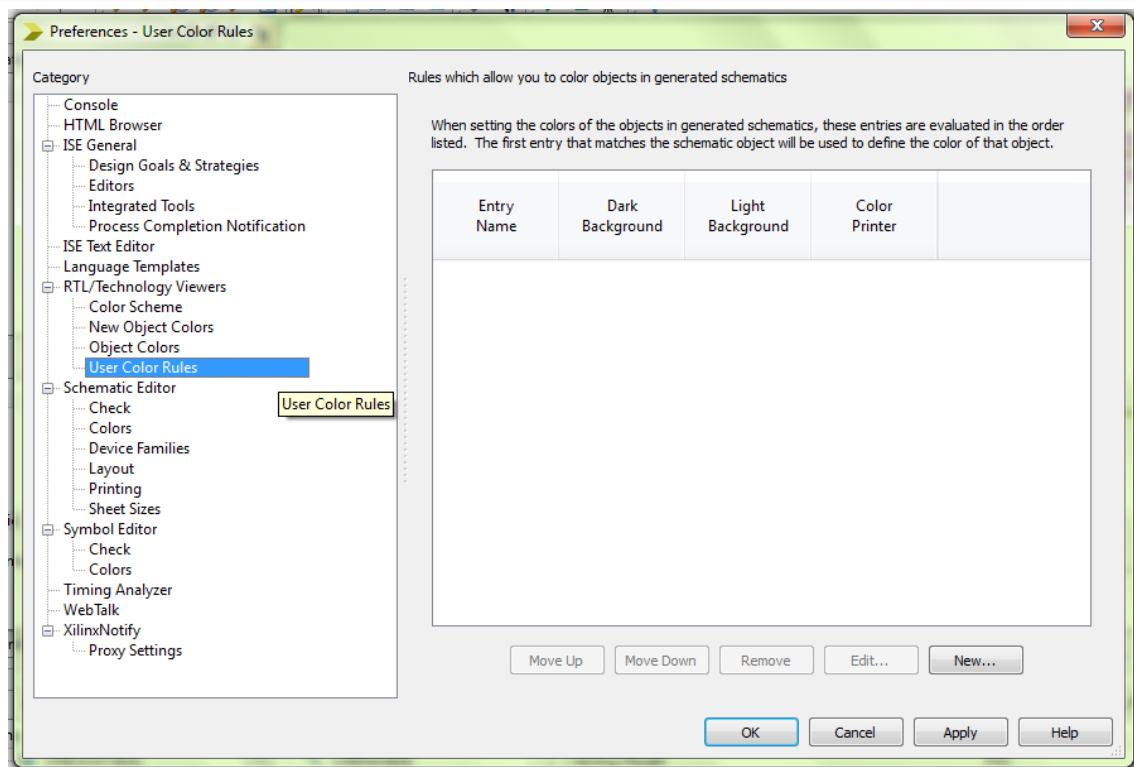 Preferences - User Color Rules
Category
Console
HTML Browser
ISE General
Design Goals & Strategies
Editors
Integrated Tools
Process Completion Notification
ISE Text Editor
Language Templates
RTL/Technology Viewers
Color Scheme
New Object Colors
Object Colors
User Color Rules
Schematic Editor
Check
Colors
Device Families
Layout
Printing
Sheet Sizes
Symbol Editor
Check
Colors
Timing Analyzer
WebTalk
XilinxNotify
Proxy Settings
User Color Rules
Rules which allow you to color objects in generated schematics
When setting the colors of the objects in generated schematics, these entries are evaluated in the order
listed. The first entry that matches the schematic object will be used to define the color of that object.
Entry Name
Dark Background
Light Background
Color Printer
Move Up
Move Down
Remove
Edit...
New...
OK
Cancel
Apply
Help